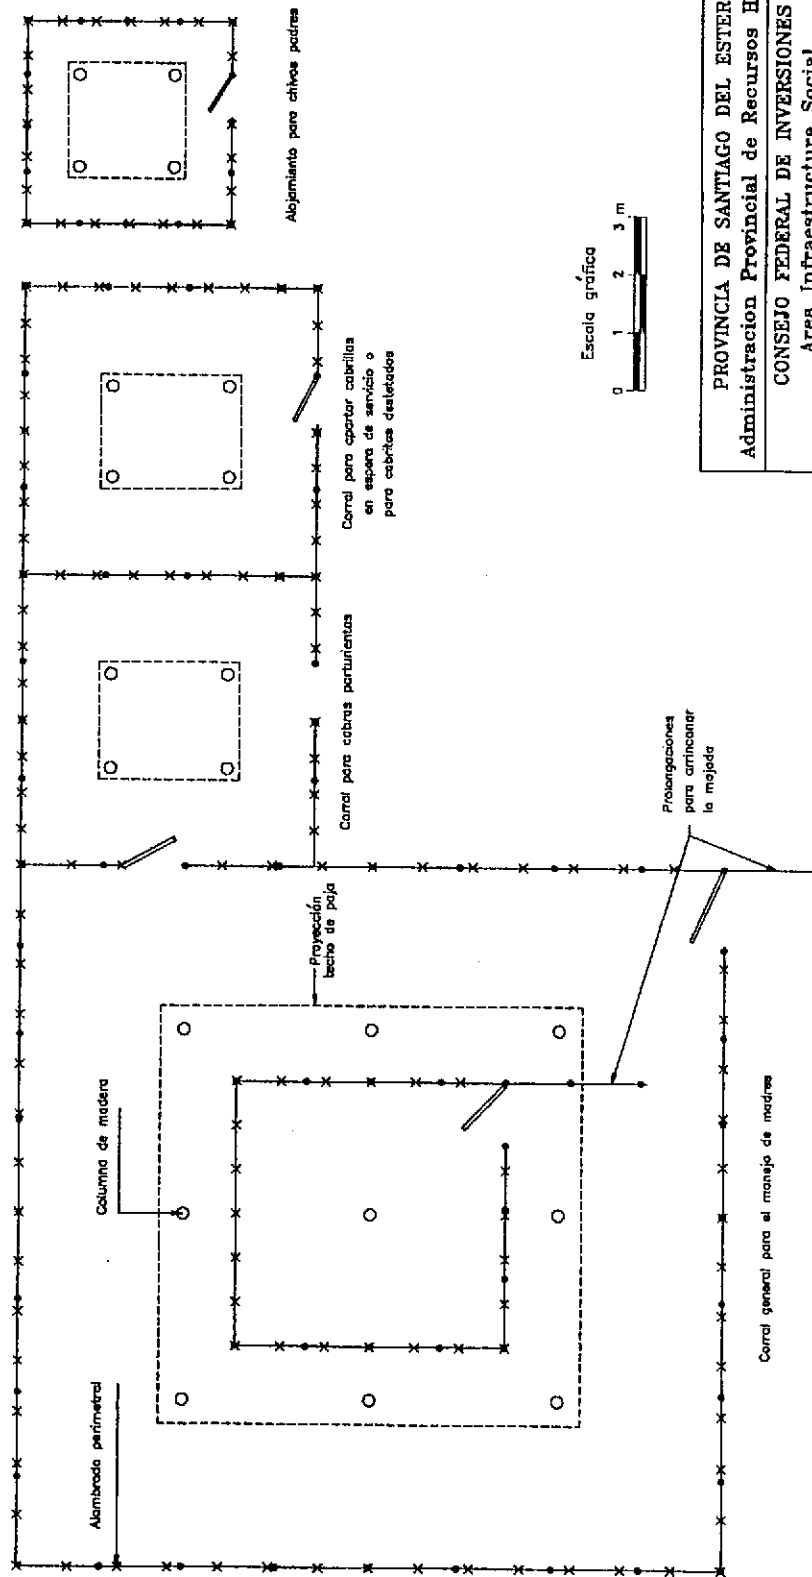 Alambrado perimetral
Columna de madera
Proyección
techo de paja
Corral general para el manejo de madres
Prolongaciones
para arrinconar
la majada
Corral para cabras parturientas
Corral para apartar cabrillas
en espera de servicio o
para cabritas destetadas
Alojamiento para chivos padres
Escala gráfica
0 1 2 3 m
PROVINCIA DE SANTIAGO DEL ESTER
Administracion Provincial de Recursos H
CONSEJO FEDERAL DE INVERSIONES
Area Infraestructura Social